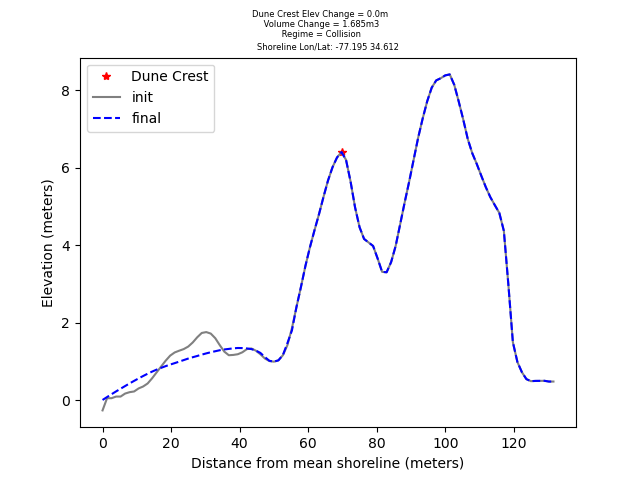 Dune Crest Elev Change = 0.0m
Volume Change = 1.685m3
Regime = Collision
Shoreline Lon/Lat: -77.195 34.612
Dune Crest
init
final
Elevation (meters)
8
6
4
2
0
0 20 40 60 80 100 120
Distance from mean shoreline (meters)